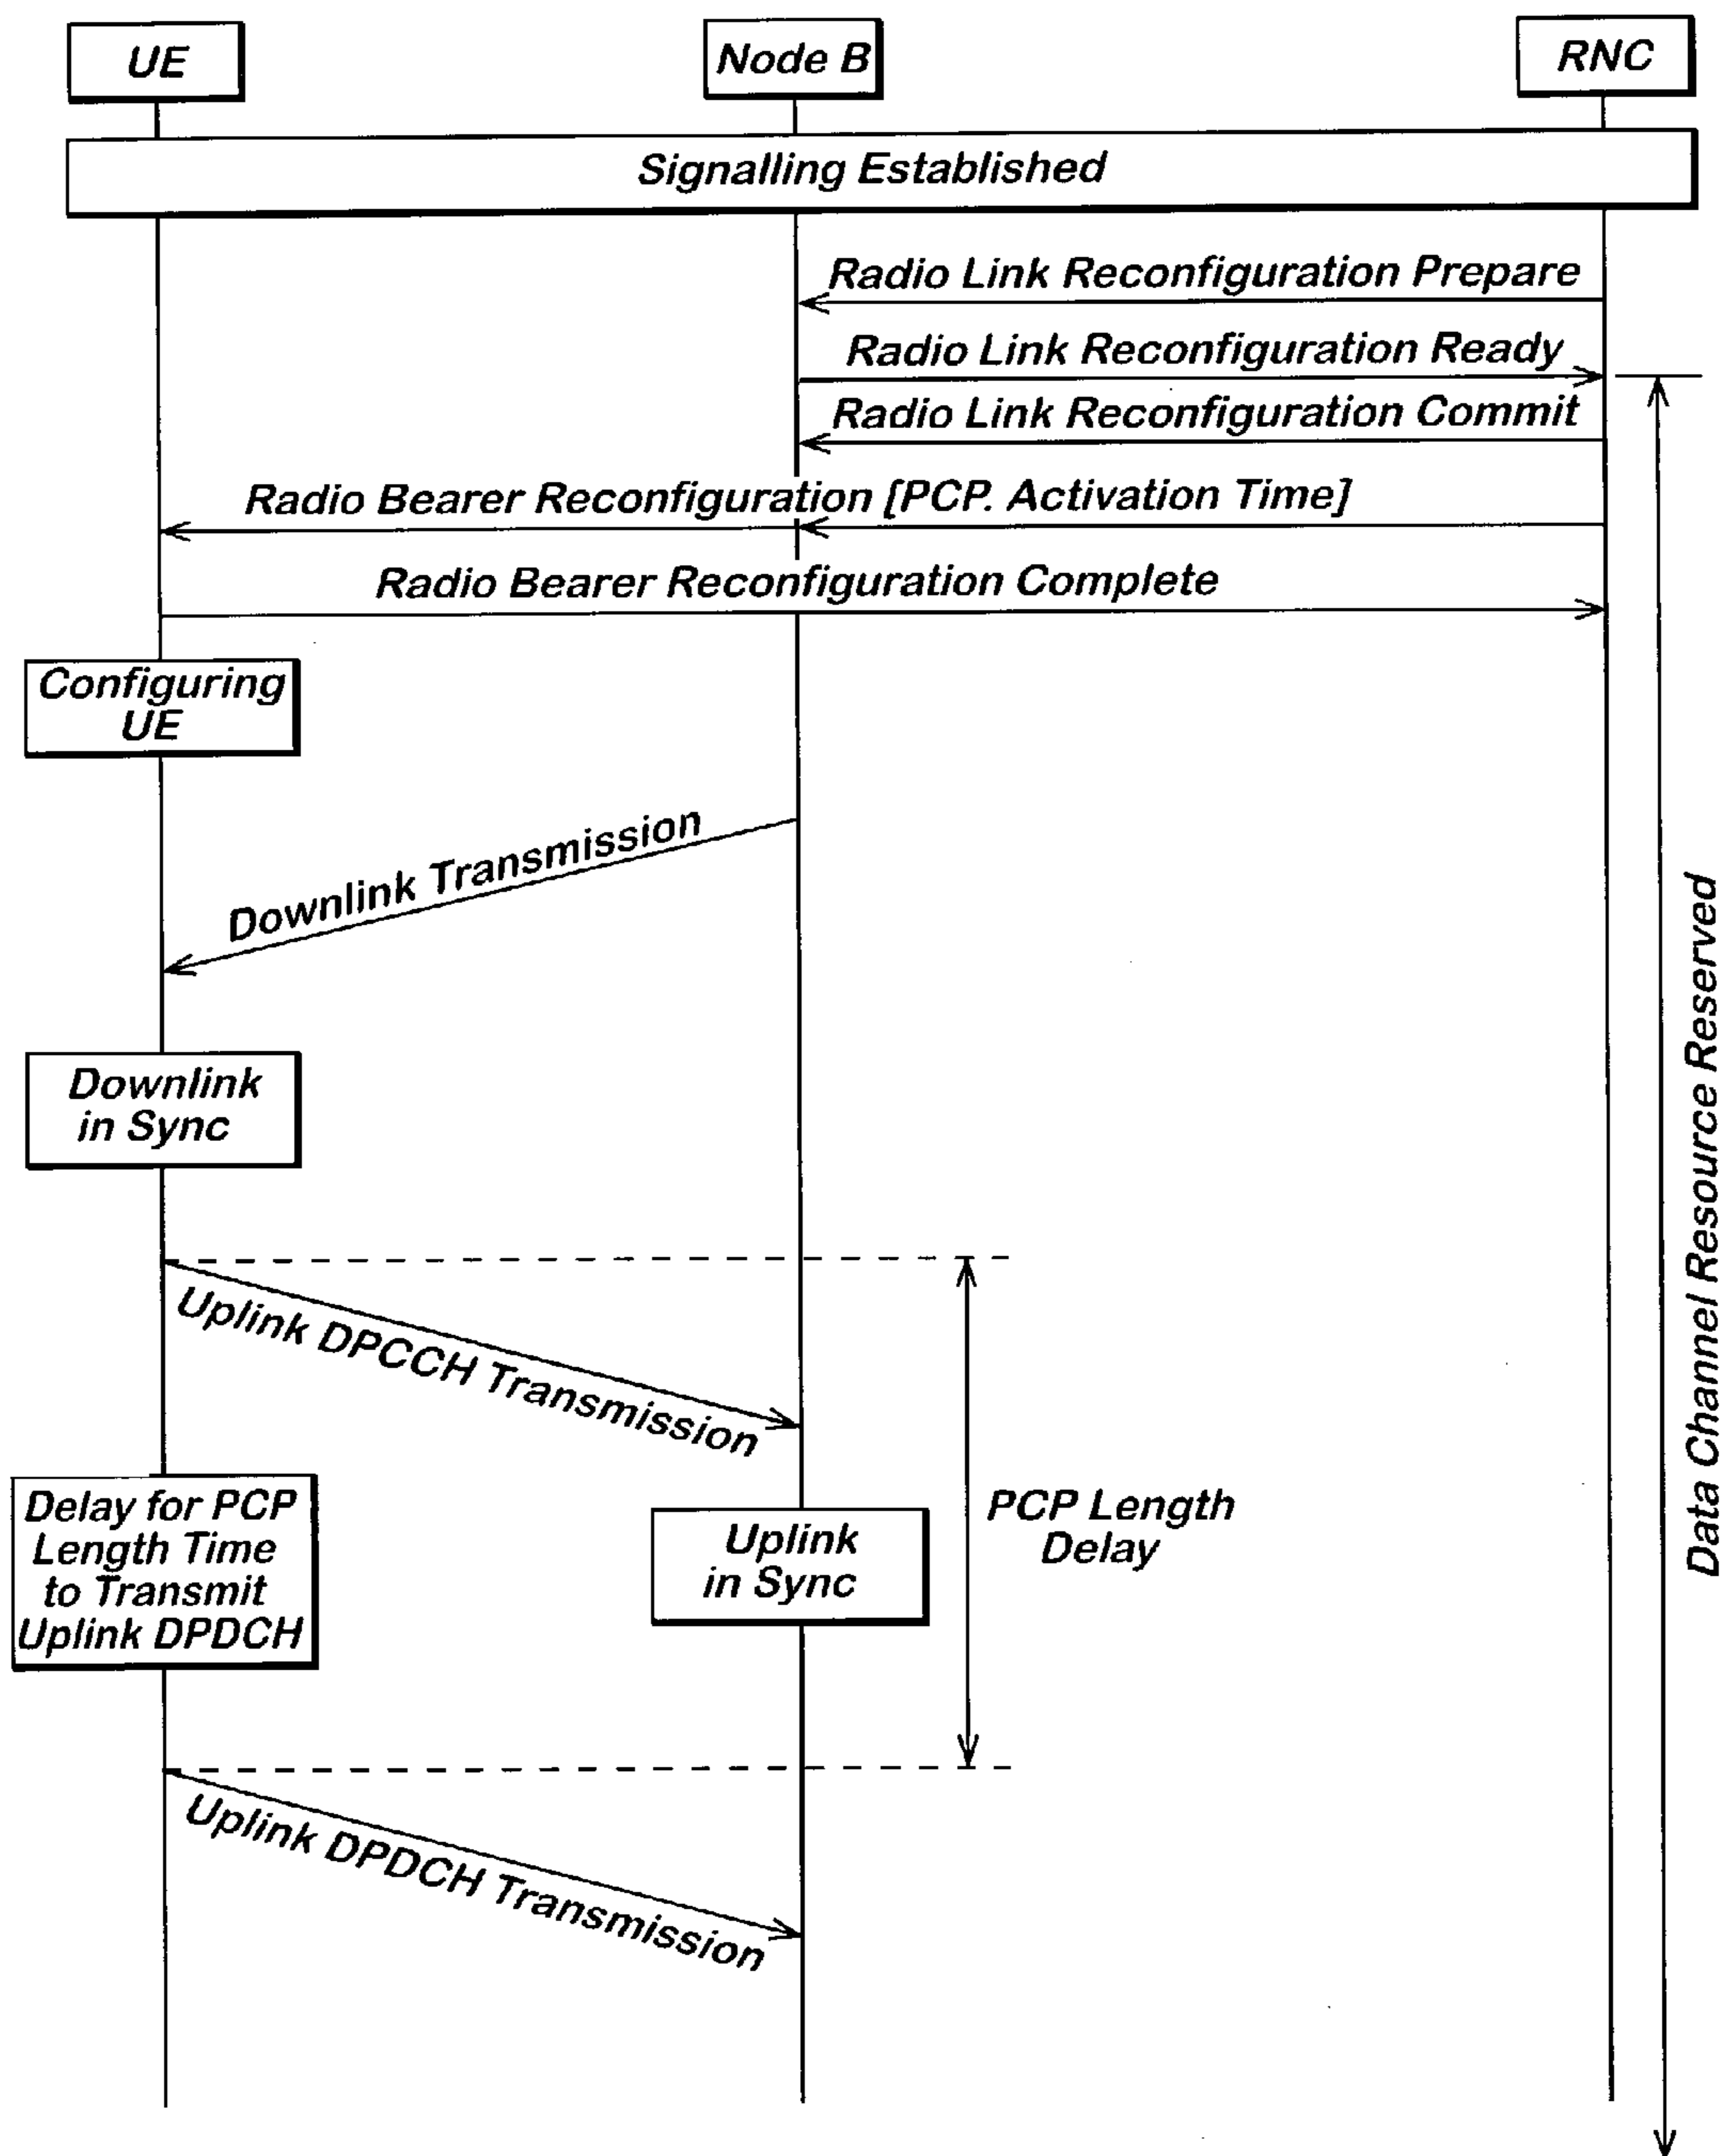 UE
Node B
RNC
Signalling Established
Radio Link Reconfiguration Prepare
Radio Link Reconfiguration Ready
Radio Link Reconfiguration Commit
Radio Bearer Reconfiguration [PCP. Activation Time]
Radio Bearer Reconfiguration Complete
Configuring
UE
Downlink Transmission
Data Channel Resource Reserved
Downlink
in Sync
Uplink DPCCH Transmission
Delay for PCP
Length Time
to Transmit
Uplink DPDCH
Uplink
in Sync
PCP Length
Delay
Uplink DPDCH Transmission